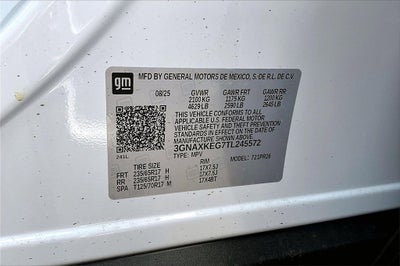 gm
MFD BY GENERAL MOTORS DE MEXICO, S. DE R.L. DE C.V.
08/25 GVWR GAWR FRT GAWR RR
2100 KG 1175 KG 1200 KG
4629 LB 2590 LB 2645 LB
THIS VEHICLE CONFORMS TO ALL
APPLICABLE U.S. FEDERAL MOTOR
VEHICLE SAFETY AND THEFT PREVENTION
STANDARDS IN EFFECT ON THE DATE OF
MANUFACTURE SHOWN ABOVE.
3GNAXKEG7TL245572
TYPE: MPV MODEL: 1
TIRE SIZE RIM
FRT 235/65R17 H 17X7.5J
RR 235/65R17 H 17X7.5J
SPA T125/70R17 M 17X4BT